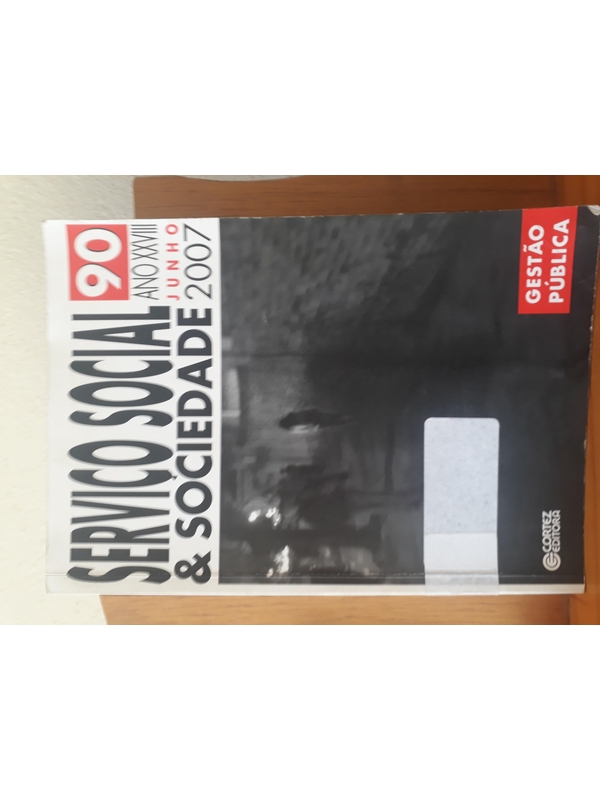 SERVIÇO SOCIAL
& SOCIEDADE
90
ANO XXVIII
JUNHO
2007
GESTÃO
PÚBLICA
CORTEZ
EDITORA